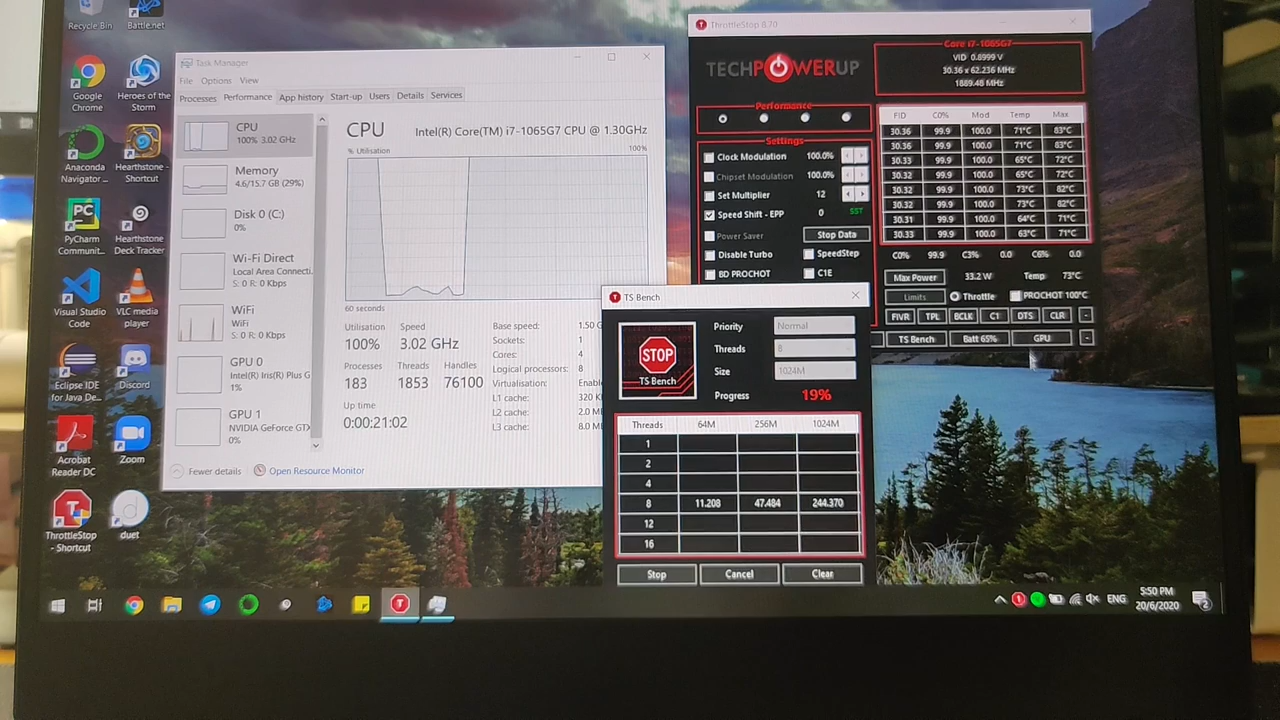 Recycle Bin
Battle.net
Google
Chrome
Heroes of the
Storm
Anaconda
Navigator ...
Hearthstone -
Shortcut
PyCharm
Communit...
Hearthstone
Deck Tracker
Visual Studio
Code
VLC media
player
Eclipse IDE
for Java De...
Discord
Acrobat
Reader DC
Zoom
ThrottleStop
- Shortcut
duet
Task Manager
File Options View
Processes Performance App history Start-up Users Details Services
CPU
100% 3.02 GHz
Memory
4.6/15.7 GB (29%)
Disk 0 (C:)
0%
Wi-Fi Direct
Local Area Connecti...
S: 0 R: 0 Kbps
WiFi
WiFi
S: 0 R: 0 Kbps
GPU 0
Intel(R) Iris(R) Plus G
1%
GPU 1
NVIDIA GeForce GTX
0%
CPU Intel(R) Core(TM) i7-1065G7 CPU @ 1.30GHz
% Utilisation 100%
60 seconds
Utilisation Speed
100% 3.02 GHz
Processes Threads Handles
183 1853 76100
Up time
0:00:21:02
Base speed: 1.50 G
Sockets: 1
Cores: 4
Logical processors: 8
Virtualisation: Enabl
L1 cache: 320 K
L2 cache: 2.0 M
L3 cache: 8.0 M
Fewer details Open Resource Monitor
ThrottleStop 8.70
TECHPOWERUP
Core i7-1065G7
VID 0.8999 V
30.36 x 62.236 MHz
1889.48 MHz
Performance
Settings
Clock Modulation 100.0%
Chipset Modulation 100.0%
Set Multiplier 12
Speed Shift - EPP 0 SST
Power Saver Stop Data
Disable Turbo SpeedStep
BD PROCHOT C1E
FID C0% Mod Temp Max
30.36 99.9 100.0 71°C 83°C
30.36 99.9 100.0 71°C 83°C
30.33 99.9 100.0 65°C 72°C
30.32 99.9 100.0 65°C 72°C
30.32 99.9 100.0 73°C 82°C
30.32 99.9 100.0 73°C 82°C
30.31 99.9 100.0 64°C 71°C
30.33 99.9 100.0 63°C 71°C
C0% 99.9 C3% 0.0 C6% 0.0
Max Power 33.2 W Temp 73°C
Limits Throttle PROCHOT 100°C
FIVR TPL BCLK C1 DTS CLR -
TS Bench Batt 65% GPU -
TS Bench
STOP
TS Bench
Priority Normal
Threads 8
Size 1024M
Progress 19%
Threads 64M 256M 1024M
1
2
4
8 11.208 47.484 244.370
12
16
Stop Cancel Clear
ENG
5:50 PM
20/6/2020
2